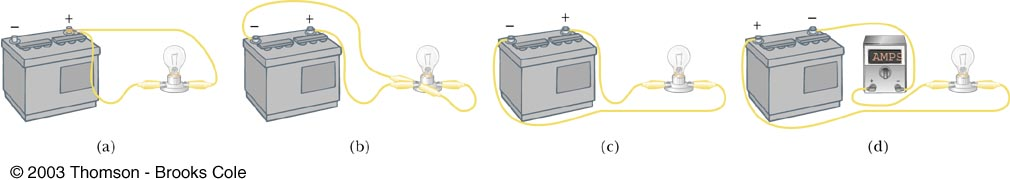 − +
− +
− +
+ −
AMPS
+ −
(a) (b) (c) (d)
© 2003 Thomson - Brooks Cole